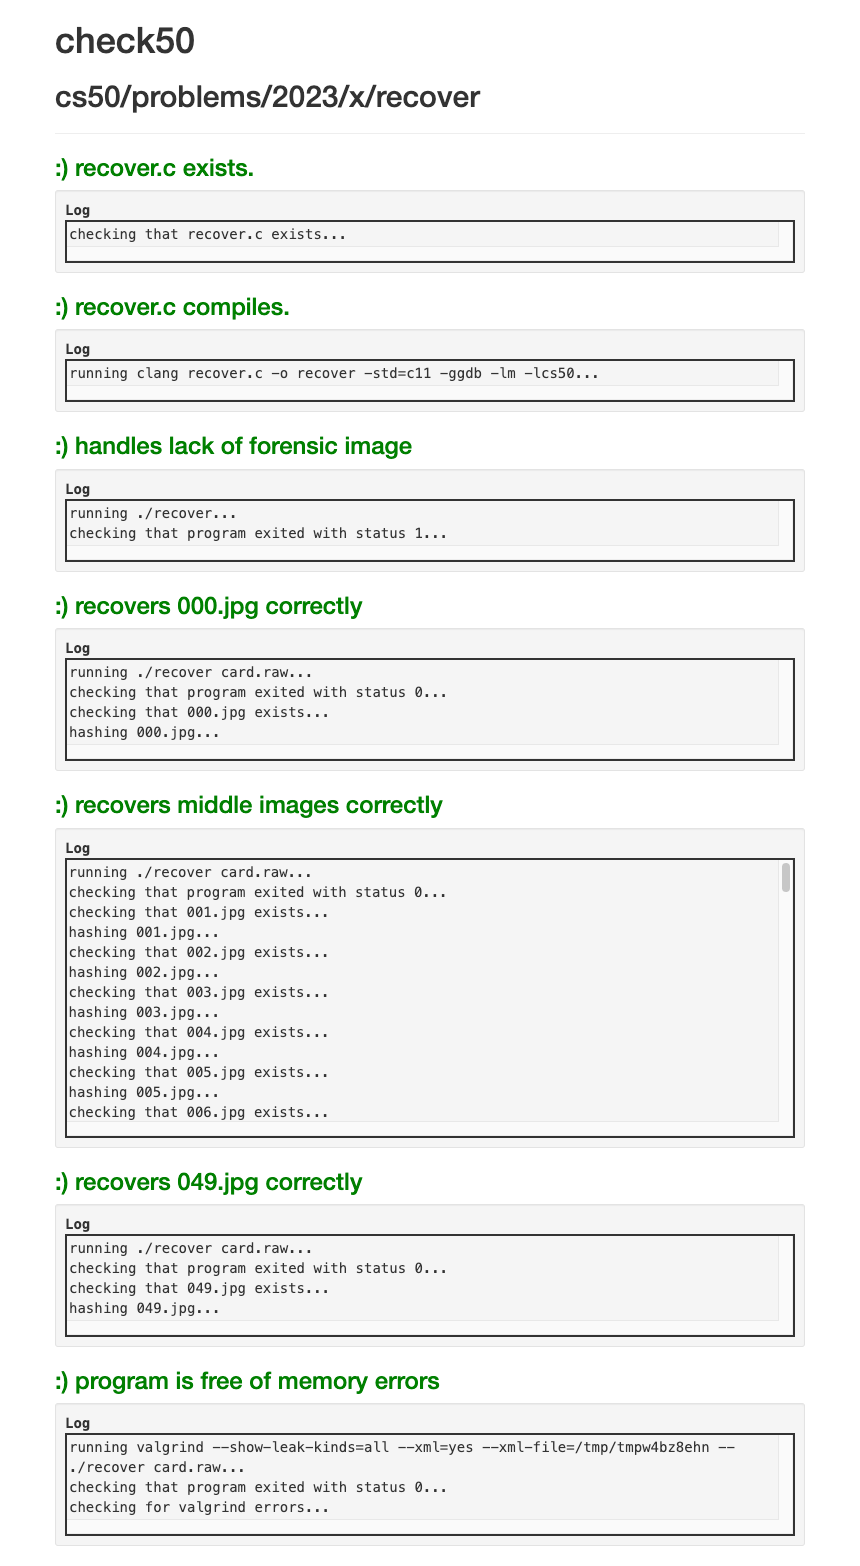 check50
cs50/problems/2023/x/recover
:) recover.c exists.
Log
checking that recover.c exists...
:) recover.c compiles.
Log
running clang recover.c -o recover -std=c11 -ggdb -lm -lcs50...
:) handles lack of forensic image
Log
running ./recover...
checking that program exited with status 1...
:) recovers 000.jpg correctly
Log
running ./recover card.raw...
checking that program exited with status 0...
checking that 000.jpg exists...
hashing 000.jpg...
:) recovers middle images correctly
Log
running ./recover card.raw...
checking that program exited with status 0...
checking that 001.jpg exists...
hashing 001.jpg...
checking that 002.jpg exists...
hashing 002.jpg...
checking that 003.jpg exists...
hashing 003.jpg...
checking that 004.jpg exists...
hashing 004.jpg...
checking that 005.jpg exists...
hashing 005.jpg...
checking that 006.jpg exists...
:) recovers 049.jpg correctly
Log
running ./recover card.raw...
checking that program exited with status 0...
checking that 049.jpg exists...
hashing 049.jpg...
:) program is free of memory errors
Log
running valgrind --show-leak-kinds=all --xml=yes --xml-file=/tmp/tmpw4bz8ehn --
./recover card.raw...
checking that program exited with status 0...
checking for valgrind errors...